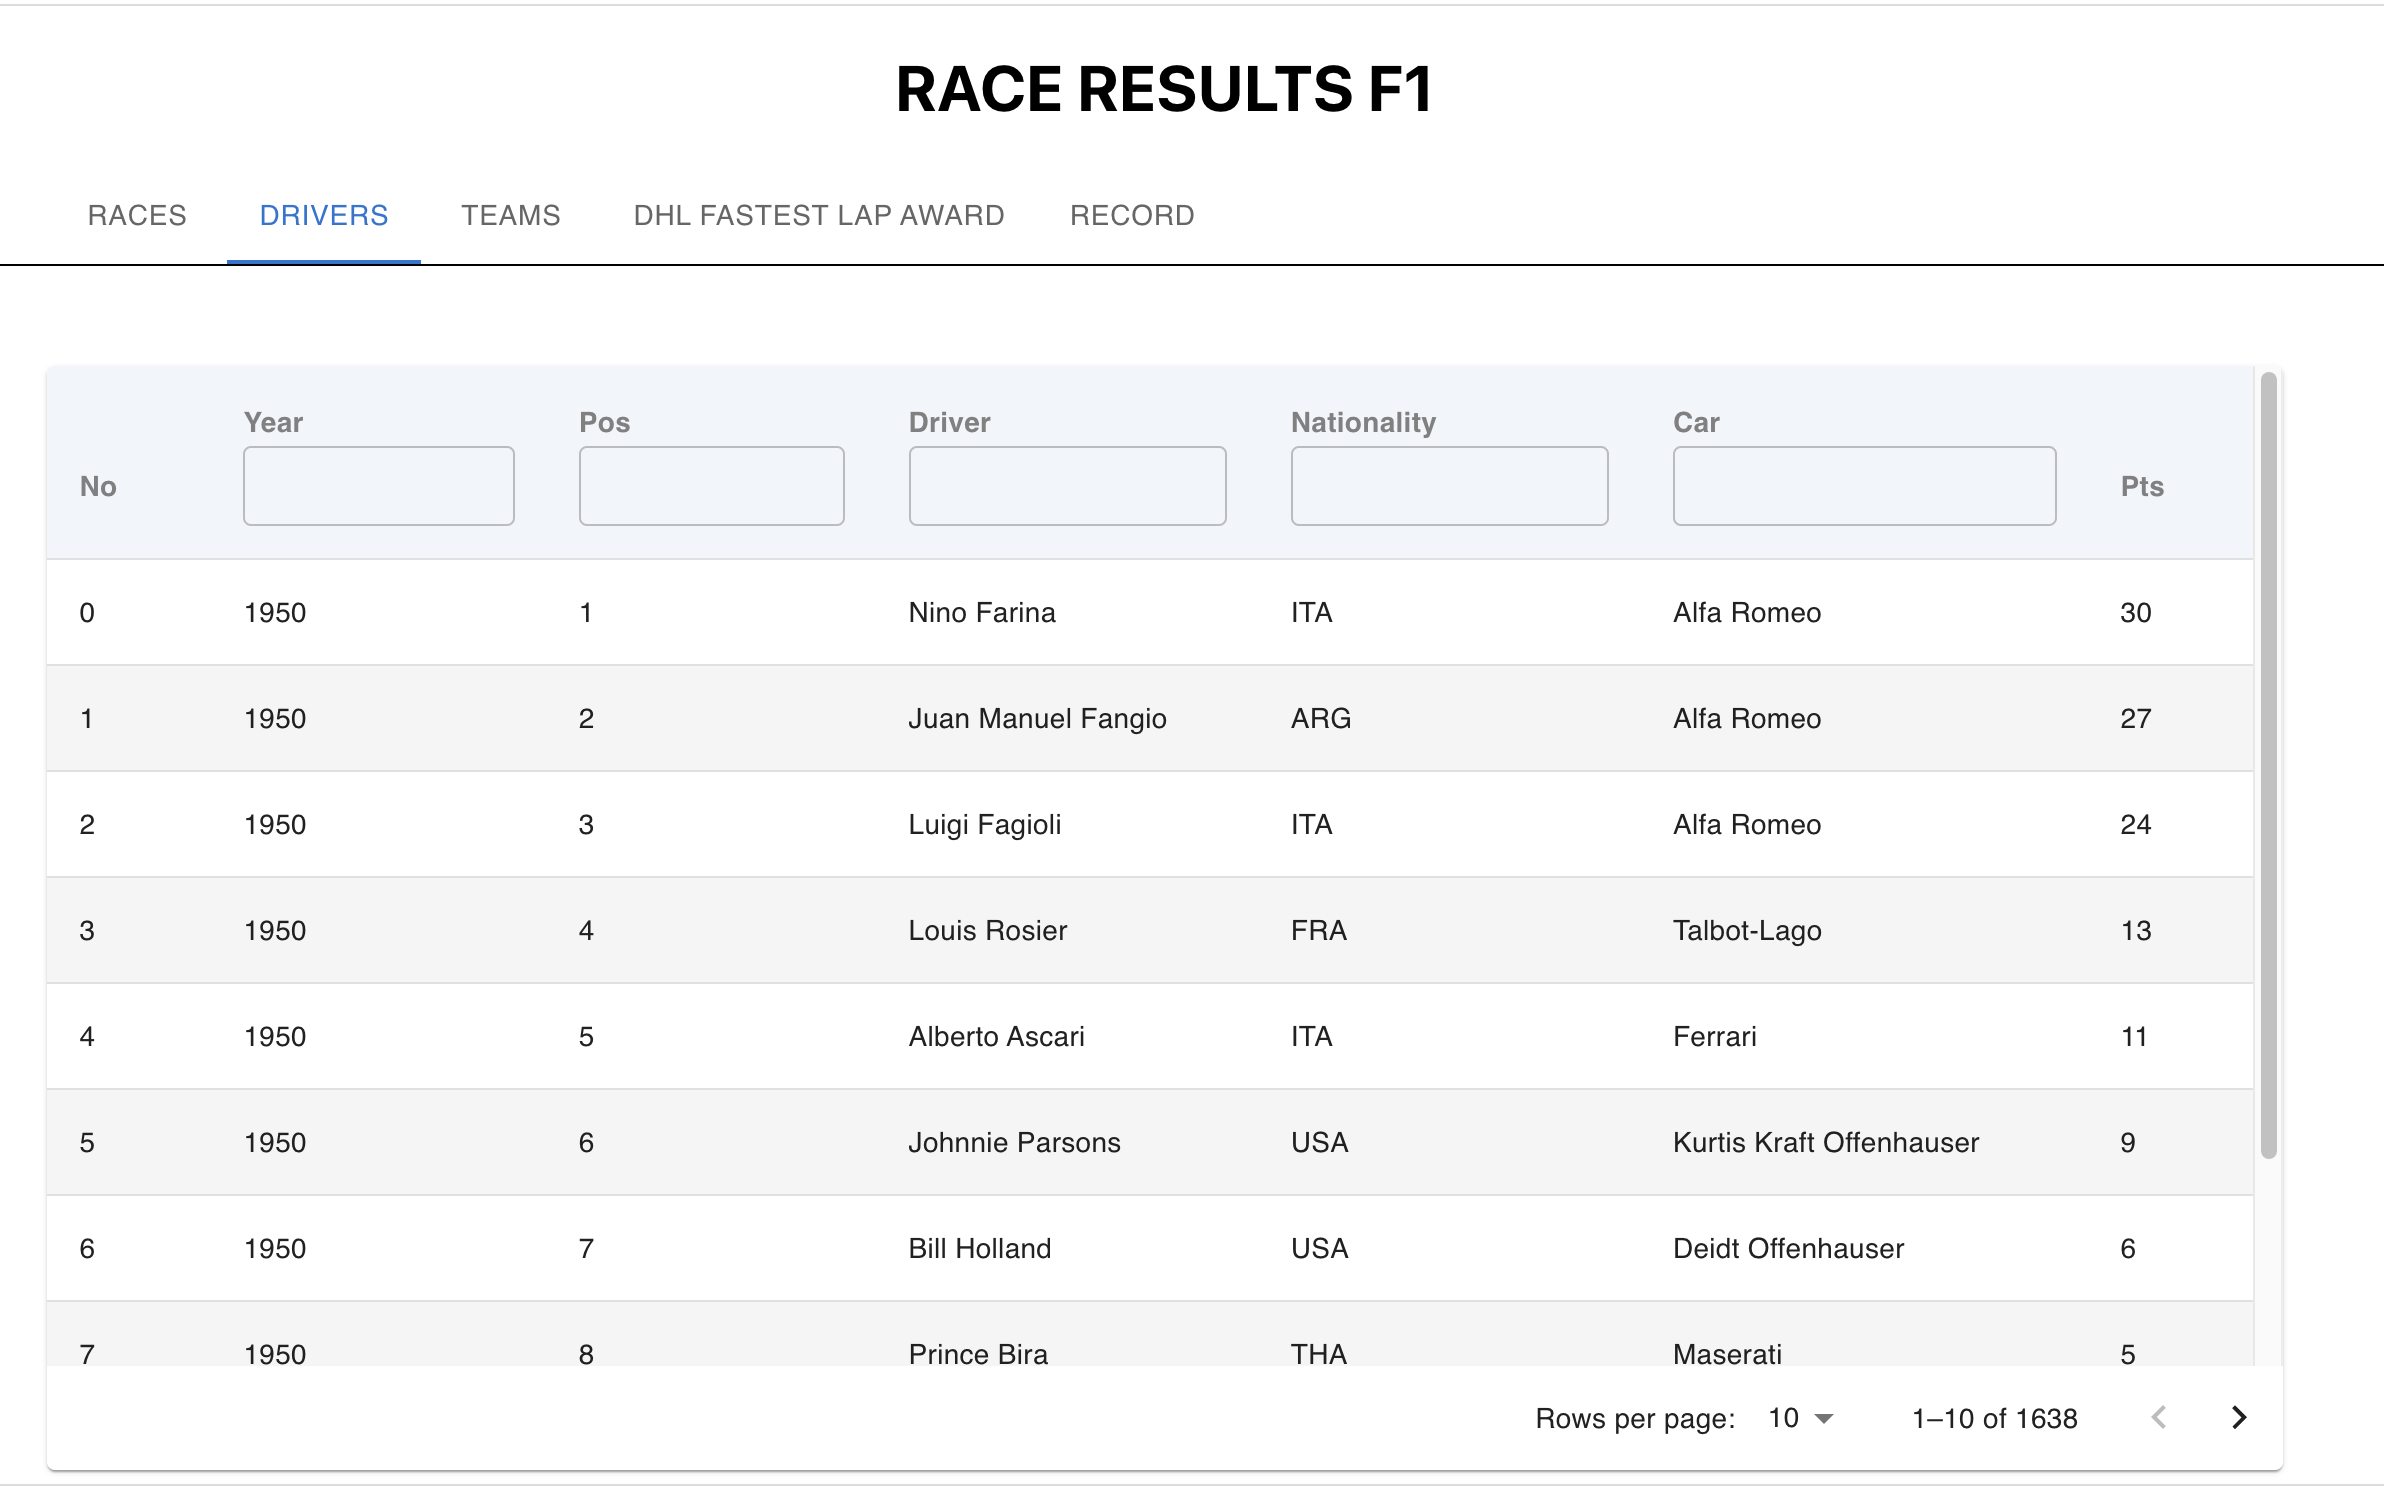 RACE RESULTS F1
RACES DRIVERS TEAMS DHL FASTEST LAP AWARD RECORD
No Year Pos Driver Nationality Car Pts
0 1950 1 Nino Farina ITA Alfa Romeo 30
1 1950 2 Juan Manuel Fangio ARG Alfa Romeo 27
2 1950 3 Luigi Fagioli ITA Alfa Romeo 24
3 1950 4 Louis Rosier FRA Talbot-Lago 13
4 1950 5 Alberto Ascari ITA Ferrari 11
5 1950 6 Johnnie Parsons USA Kurtis Kraft Offenhauser 9
6 1950 7 Bill Holland USA Deidt Offenhauser 6
7 1950 8 Prince Bira THA Maserati 5
Rows per page: 10 1–10 of 1638